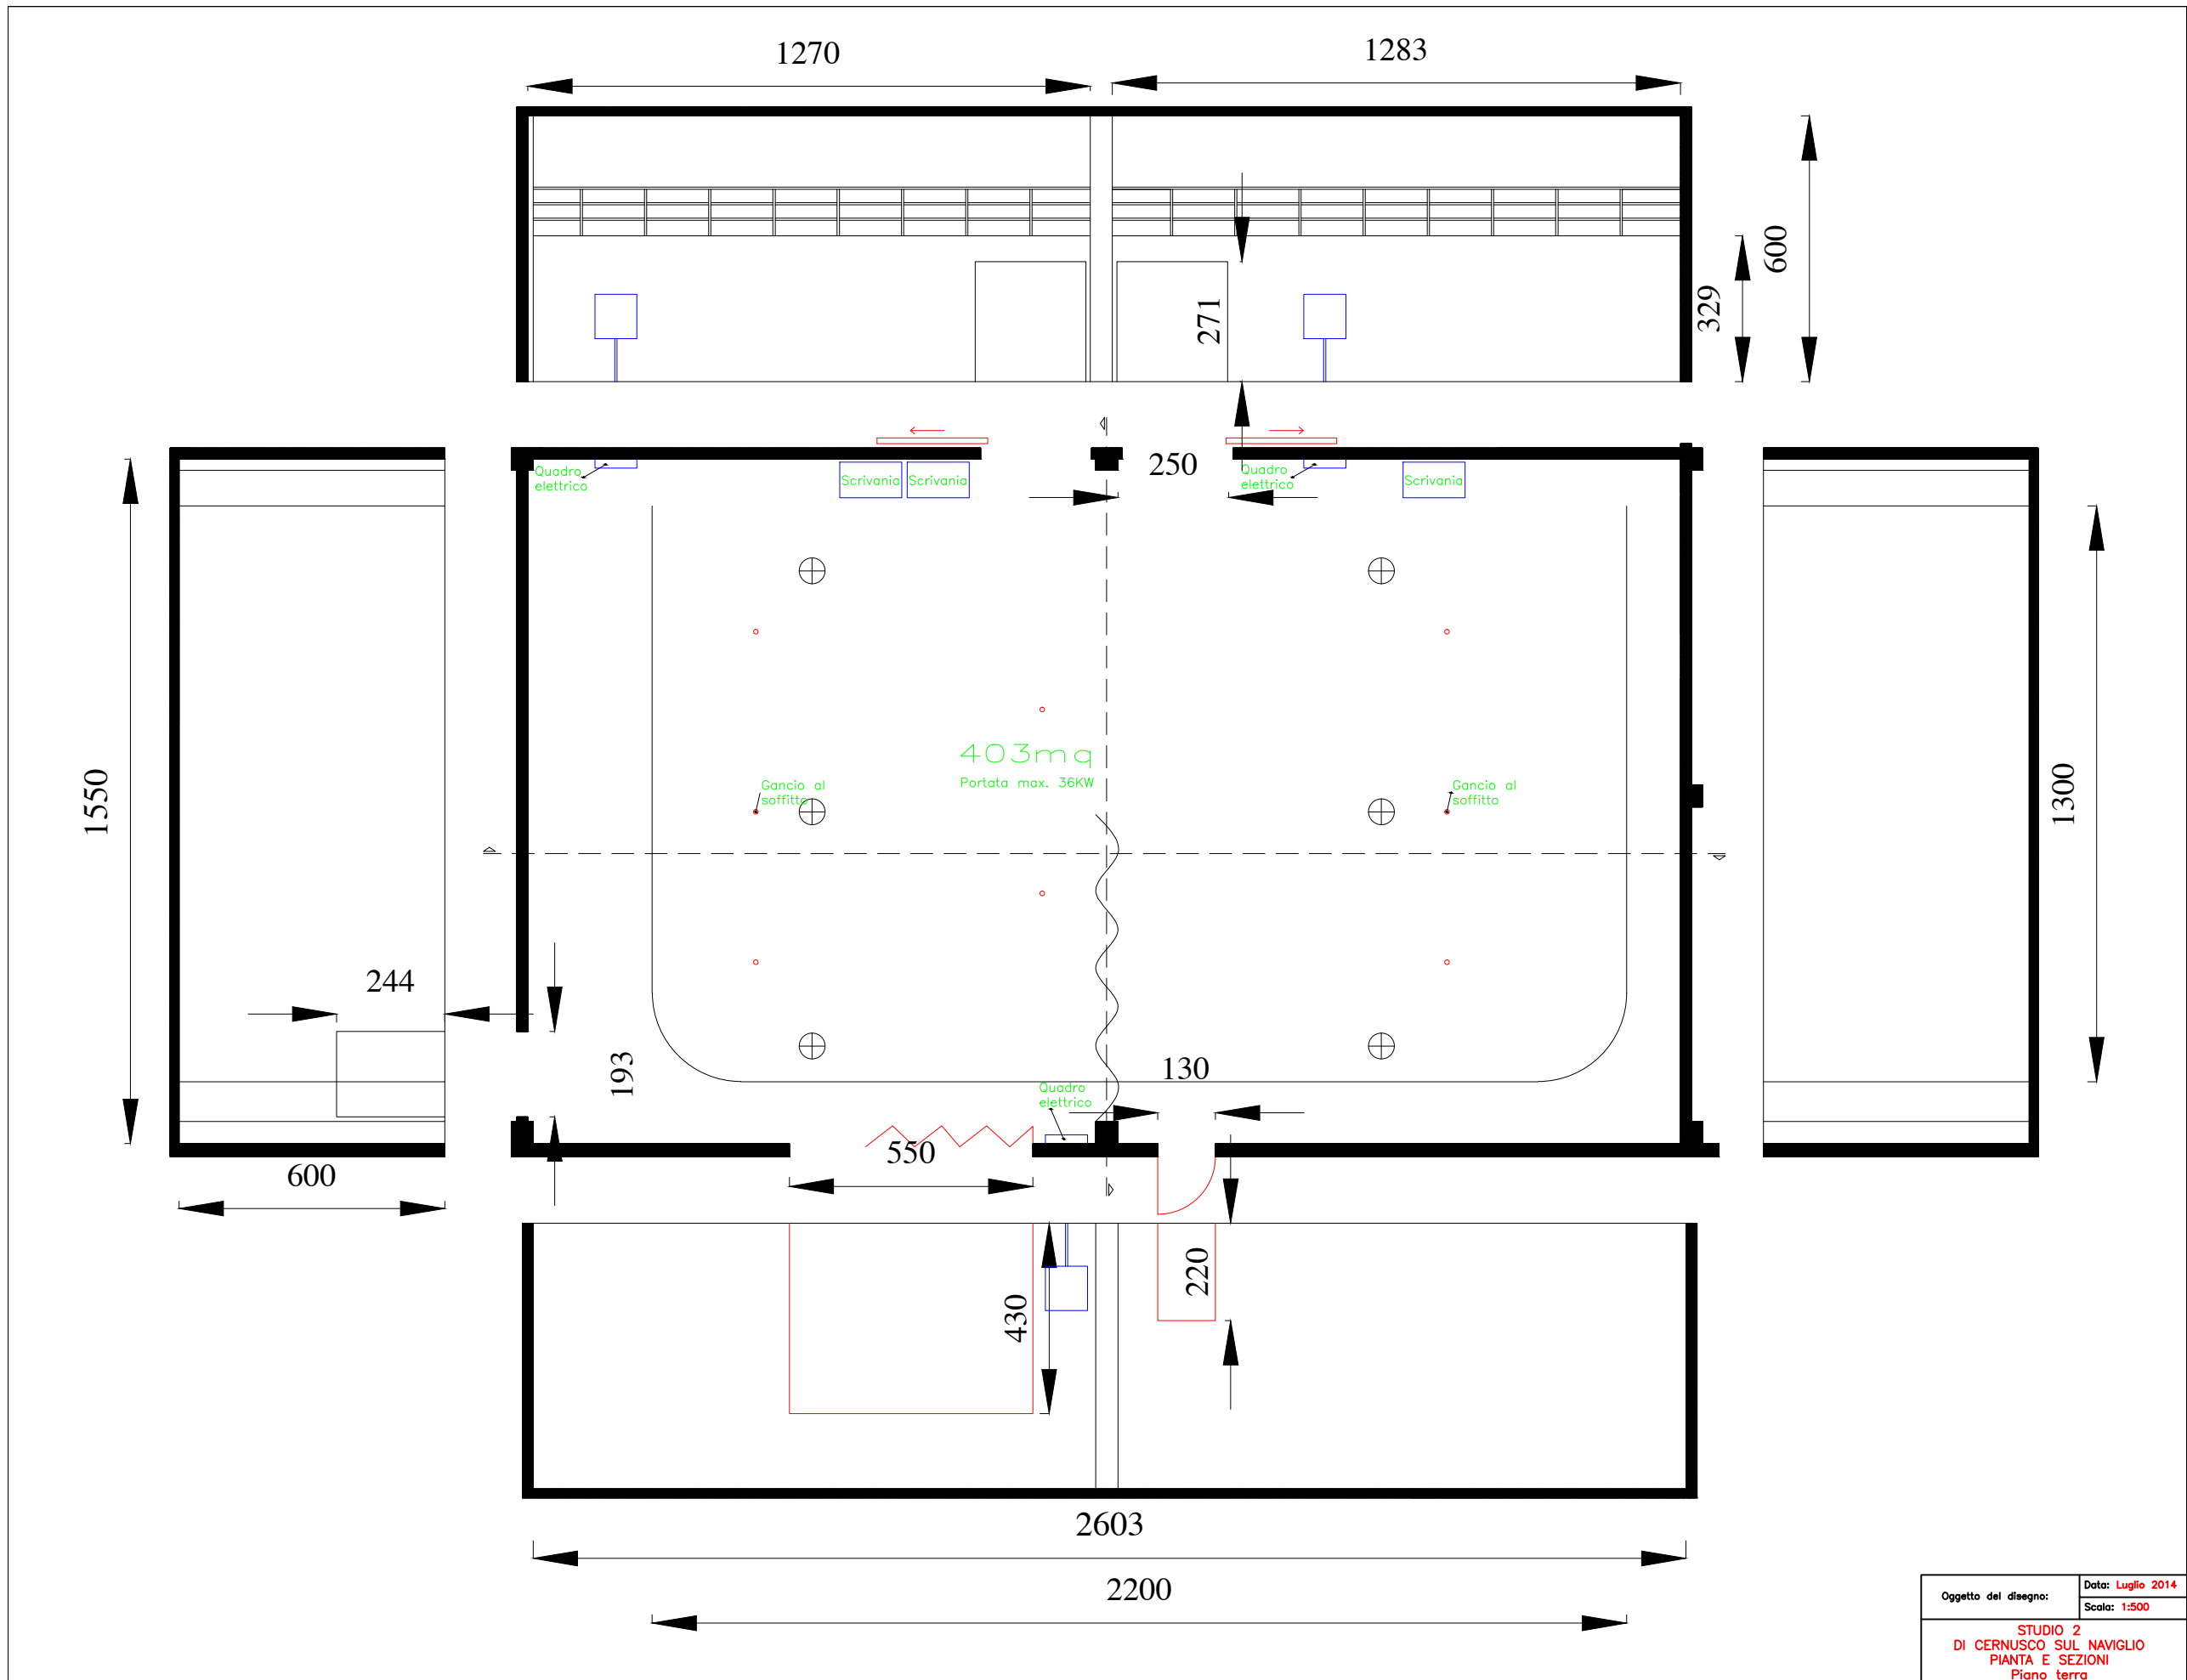 1270
1283
600
329
271
250
Quadro
elettrico
Scrivania
Scrivania
Quadro
elettrico
Scrivania
403mq
Portata max. 36KW
Gancio al
soffitto
Gancio al
soffitto
1550
1300
244
193
130
Quadro
elettrico
550
600
220
430
2603
2200
Oggetto del disegno:
Data: Luglio 2014
Scala: 1:500
STUDIO 2
DI CERNUSCO SUL NAVIGLIO
PIANTA E SEZIONI
Piano terra